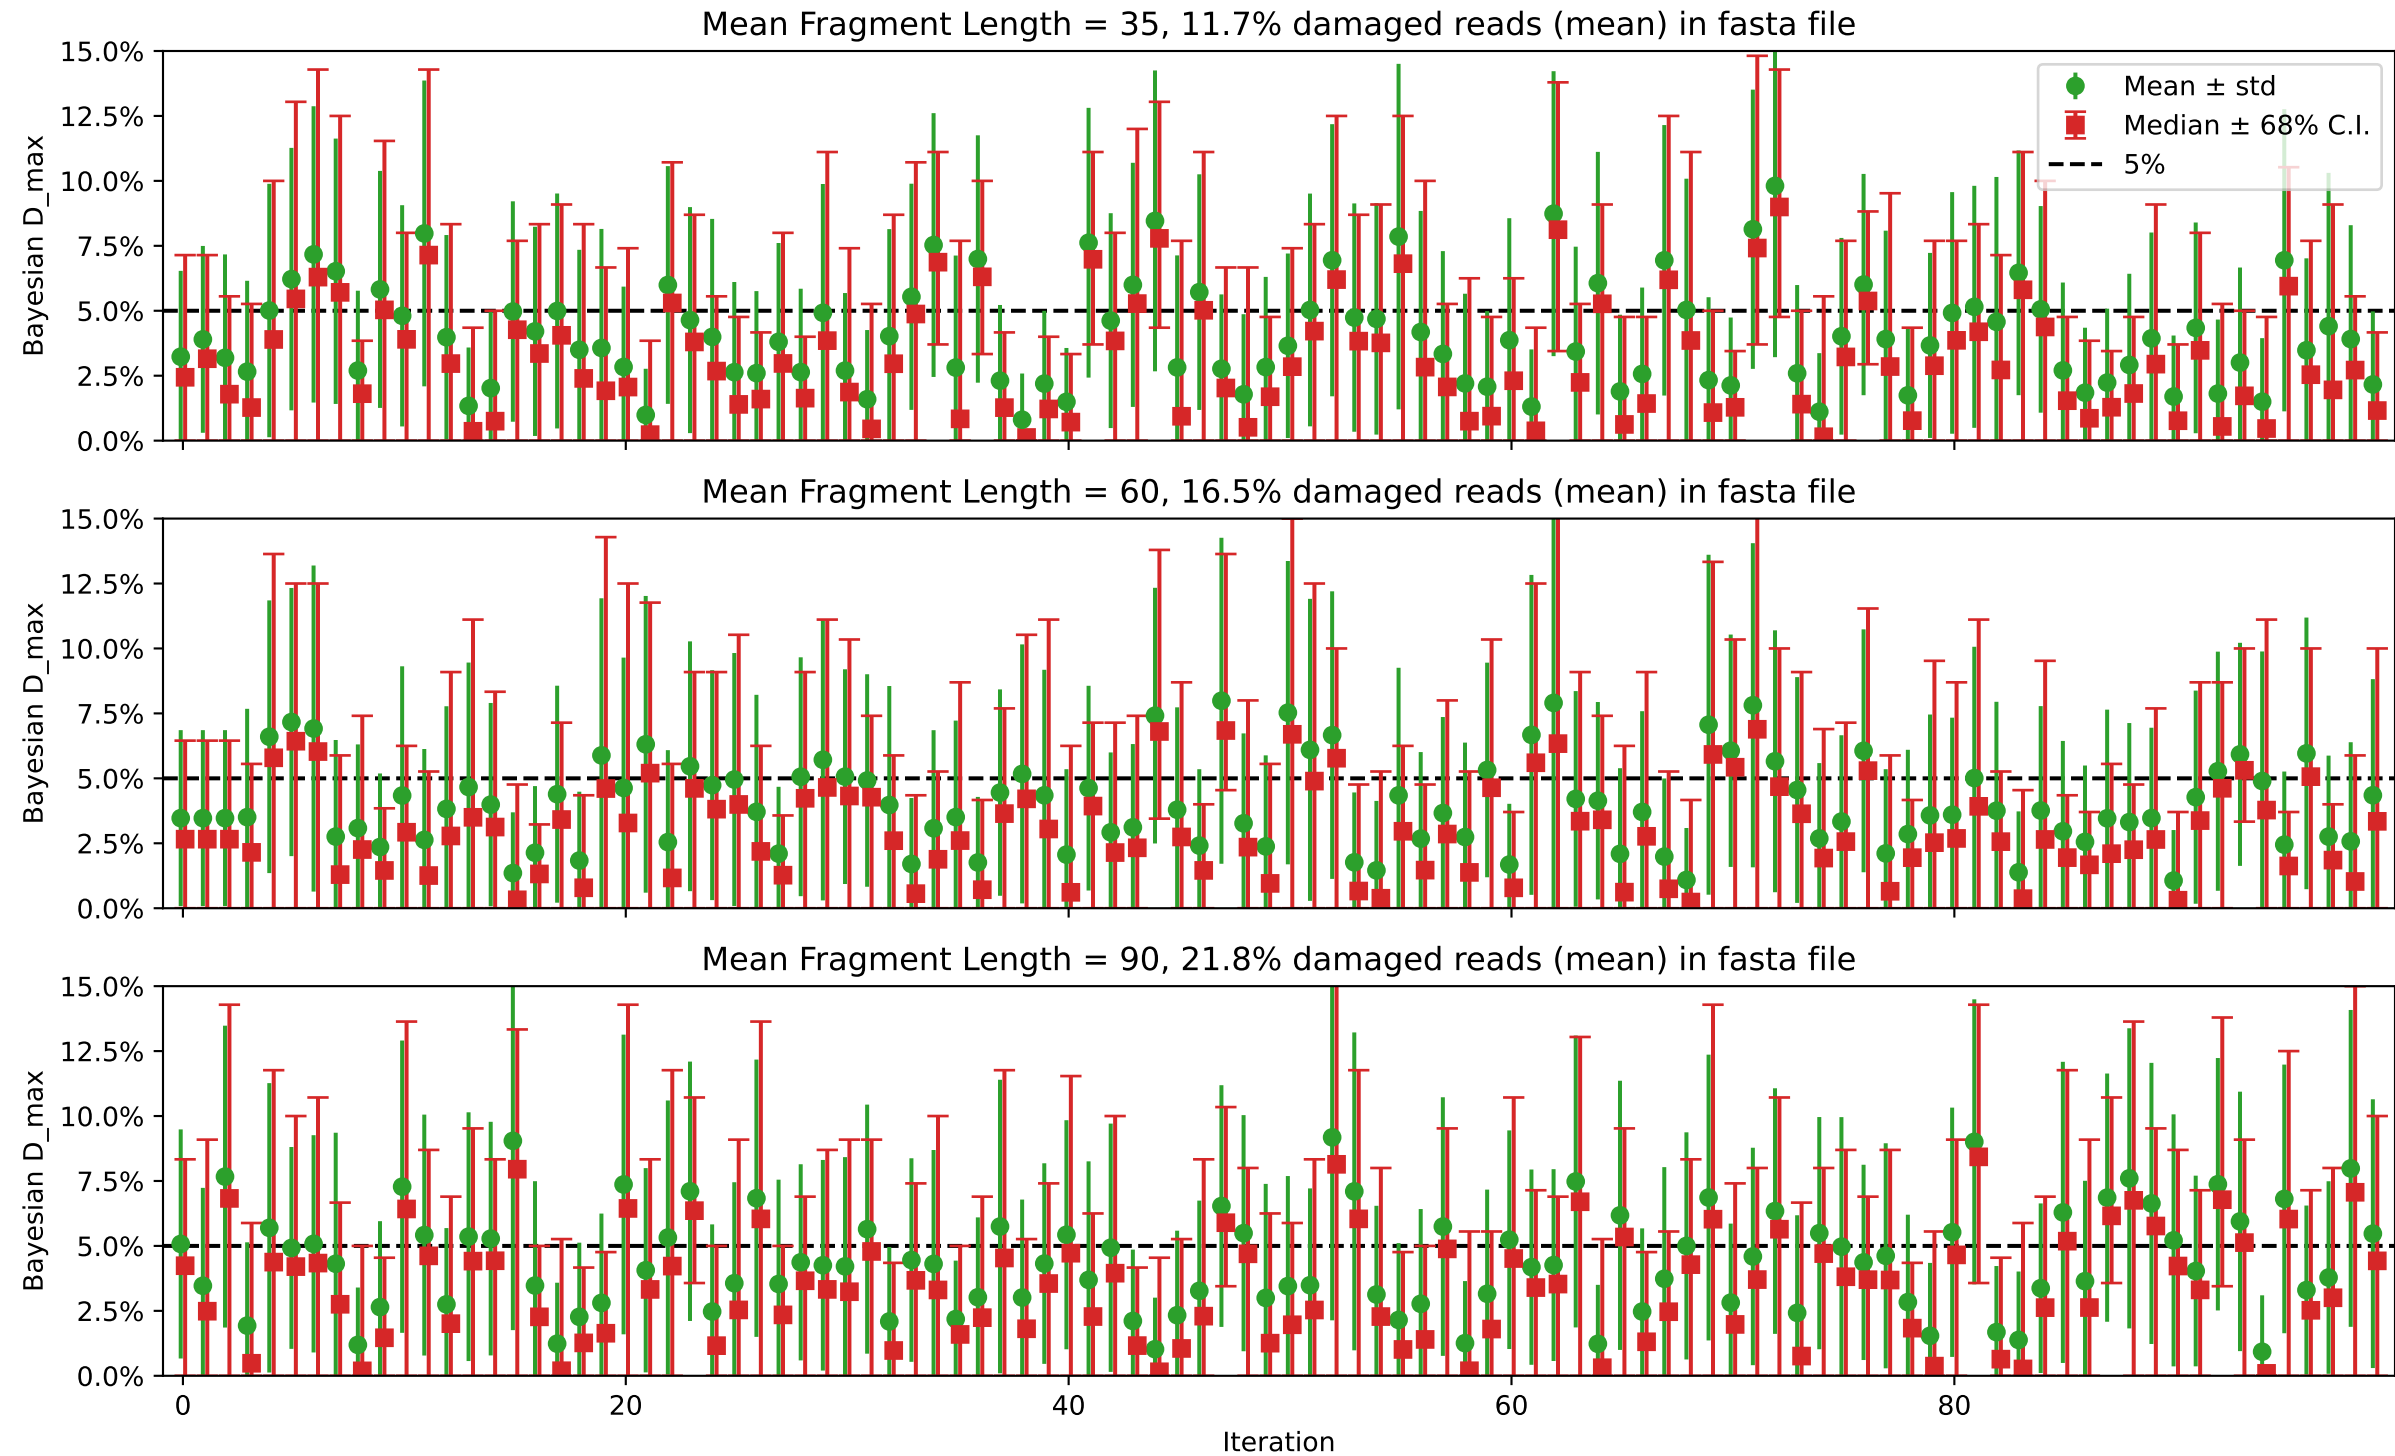 Mean Fragment Length = 35, 11.7% damaged reads (mean) in fasta file
15.0%
12.5%
10.0%
7.5%
5.0%
2.5%
0.0%
Bayesian D_max
Mean ± std
Median ± 68% C.I.
5%
Mean Fragment Length = 60, 16.5% damaged reads (mean) in fasta file
15.0%
12.5%
10.0%
7.5%
5.0%
2.5%
0.0%
Bayesian D_max
Mean Fragment Length = 90, 21.8% damaged reads (mean) in fasta file
15.0%
12.5%
10.0%
7.5%
5.0%
2.5%
0.0%
Bayesian D_max
0 20 40 60 80
Iteration